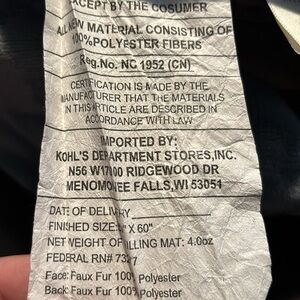 EXCEPT BY THE COSUMER
ALL NEW MATERIAL CONSISTING OF
100%POLYESTER FIBERS
Reg.No. NC 1952 (CN)
CERTIFICATION IS MADE BY THE
MANUFACTURER THAT THE MATERIALS
IN THIS ARTICLE ARE DESCRIBED IN
ACCORDANCE WITH LAW
IMPORTED BY:
KOHL'S DEPARTMENT STORES,INC.
N56 W17000 RIDGEWOOD DR
MENOMONEE FALLS,WI 53051
DATE OF DELIVRY
FINISHED SIZE: X 60"
NET WEIGHT OF FILLING MAT: 4.0oz
FEDERAL RN#
Face: Faux Fur 100% Polyester
Back: Faux Fur 100% Polyester